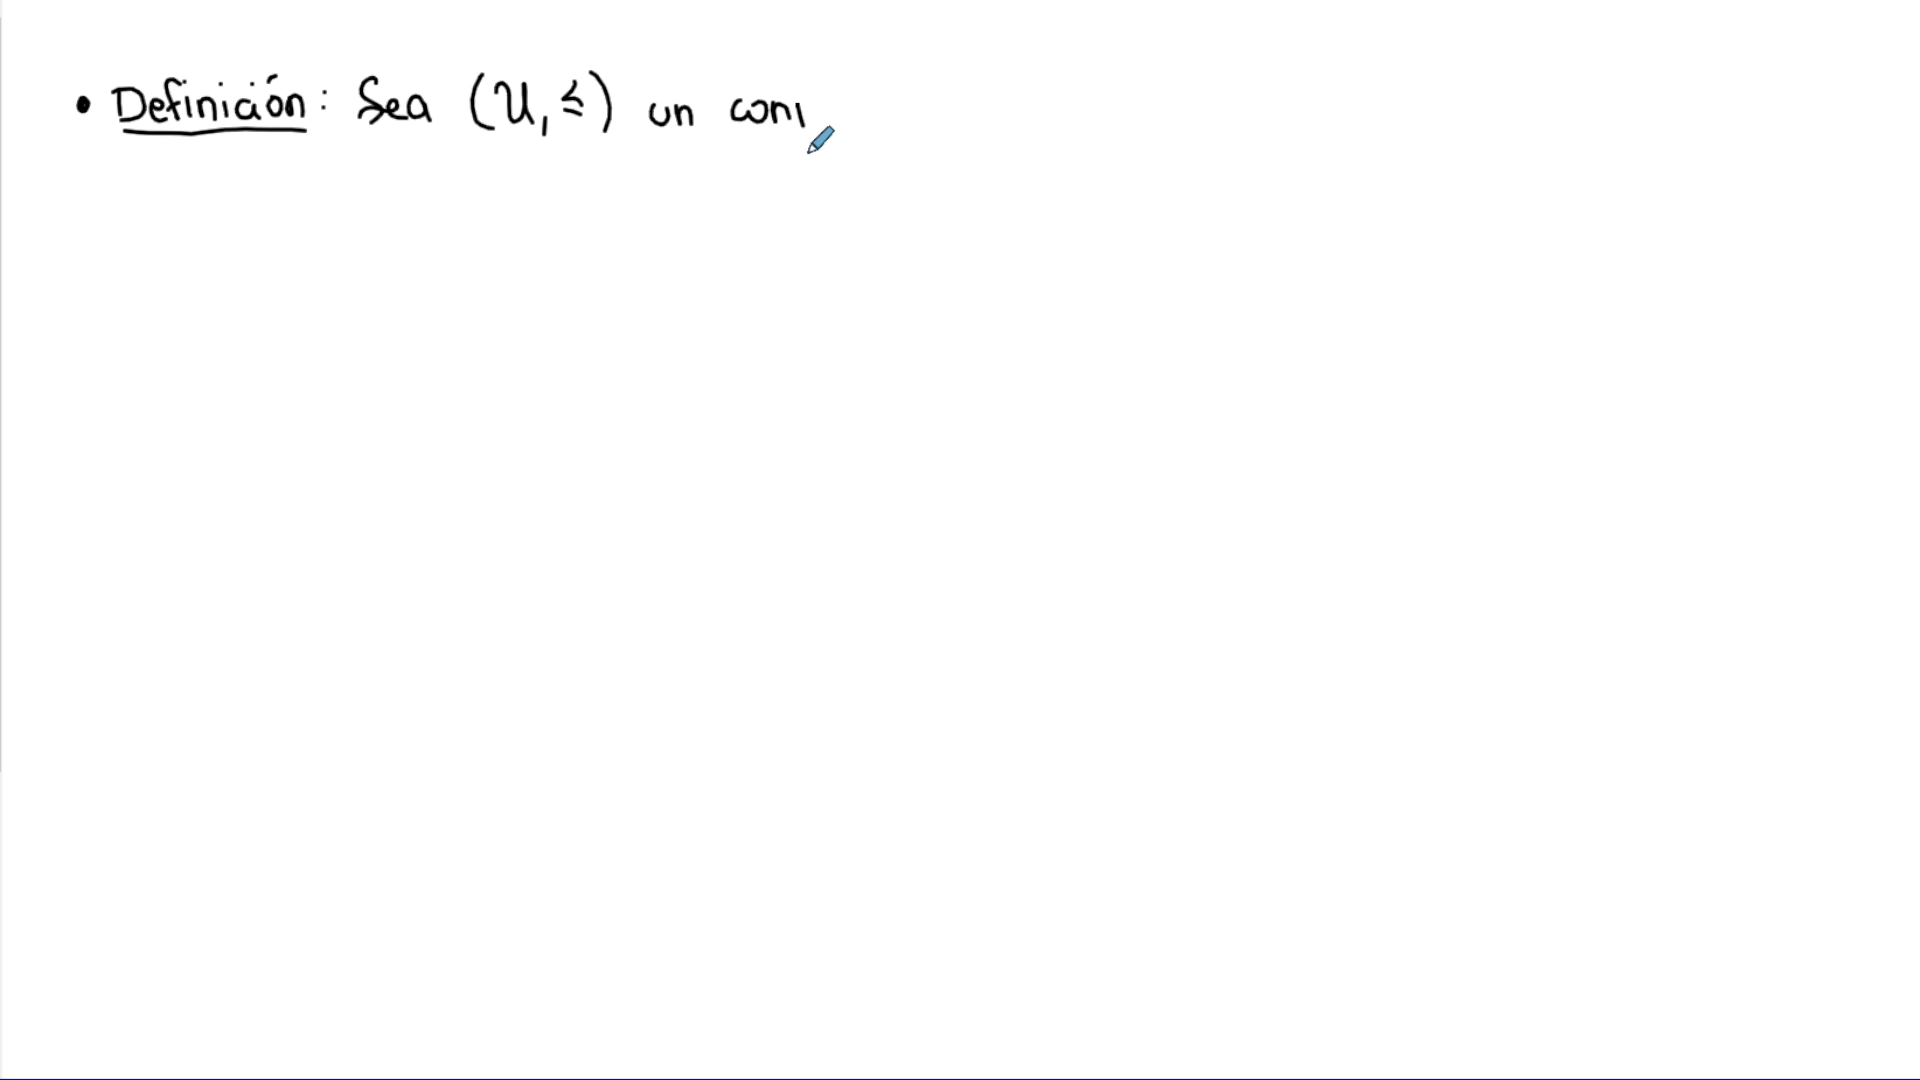 • Definición: Sea (U, ≤) un con